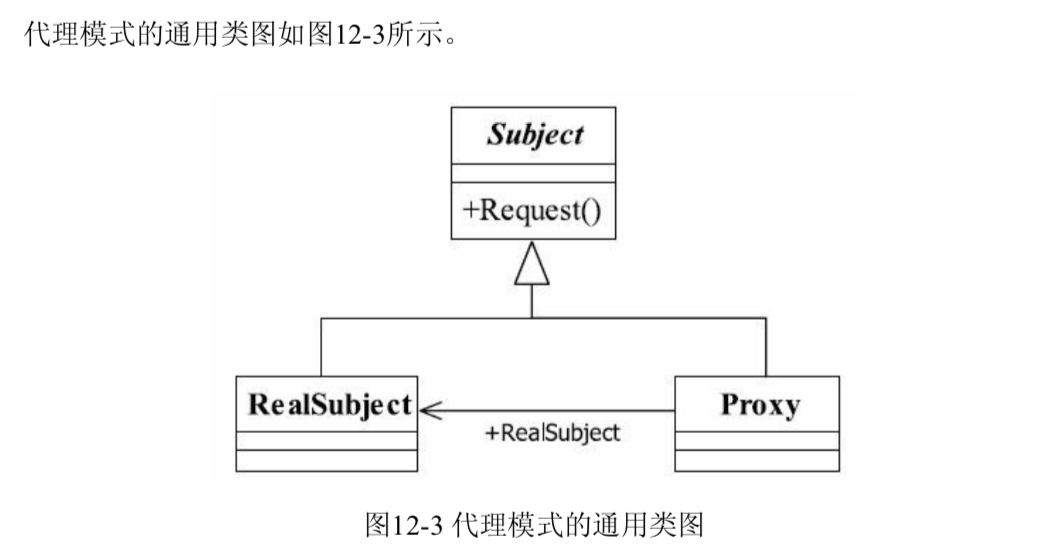 代理模式的通用类图如图12-3所示。
Subject
+Request()
RealSubject
+RealSubject
Proxy
图12-3 代理模式的通用类图